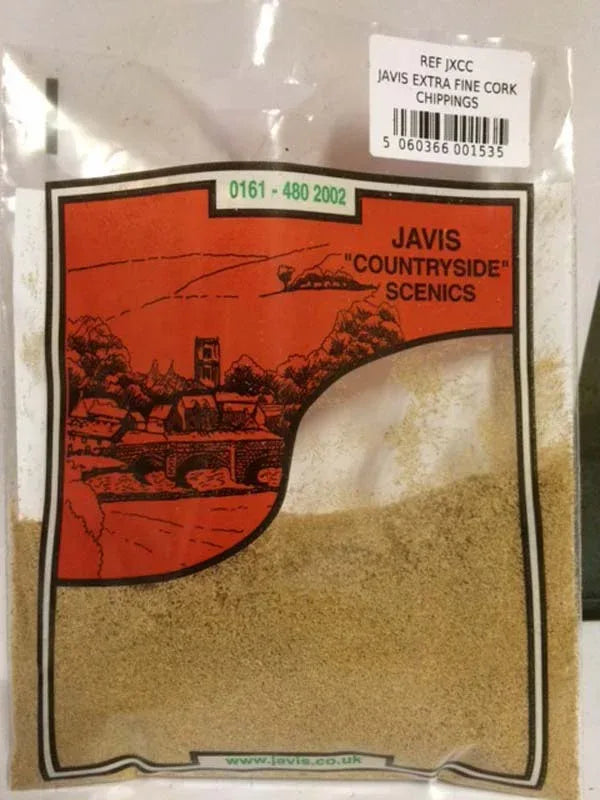 REF JXCC
JAVIS EXTRA FINE CORK
CHIPPINGS
5 060366 001535
0161 - 480 2002
JAVIS
"COUNTRYSIDE"
SCENICS
www.javis.co.uk